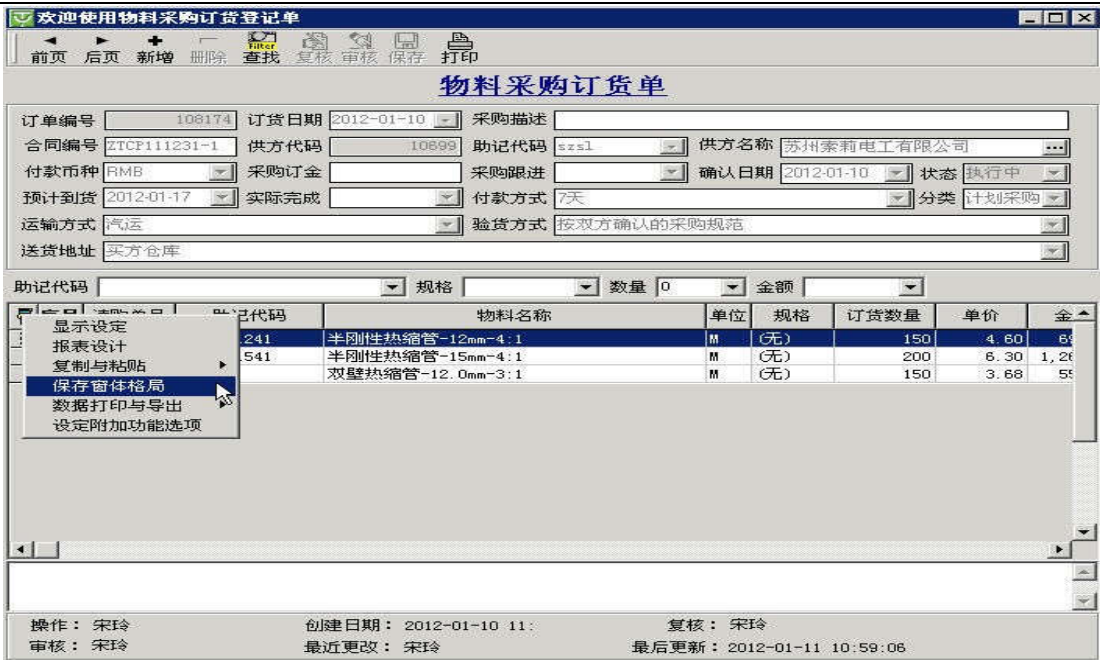 欢迎使用物料采购订货登记单
前页 后页 新增 删除 Filter 查找 复核 审核 保存 打印
物料采购订货单
订单编号 108174 订货日期 2012-01-10 采购描述
合同编号 ZTCP111231-1 供方代码 10699 助记代码 szsl 供方名称 苏州索莉电工有限公司
付款币种 RMB 采购订金 采购跟进 确认日期 2012-01-10 状态 执行中
预计到货 2012-01-17 实际完成 付款方式 7天 分类 计划采购
运输方式 汽运 验货方式 按双方确认的采购规范
送货地址 买方仓库
助记代码 规格 数量 0 金额
记代码 物料名称 单位 规格 订货数量 单价 金
显示设定
.241 半刚性热缩管-12mm-4:1 M (无) 150 4.60
报表设计
.541 半刚性热缩管-15mm-4:1 M (无) 200 6.30 1,26
复制与粘贴
双壁热缩管-12.0mm-3:1 M (无) 150 3.68
保存窗体格局
数据打印与导出
设定附加功能选项
操作: 宋玲 创建日期: 2012-01-10 11: 复核: 宋玲
审核: 宋玲 最近更改: 宋玲 最后更新: 2012-01-11 10:59:06